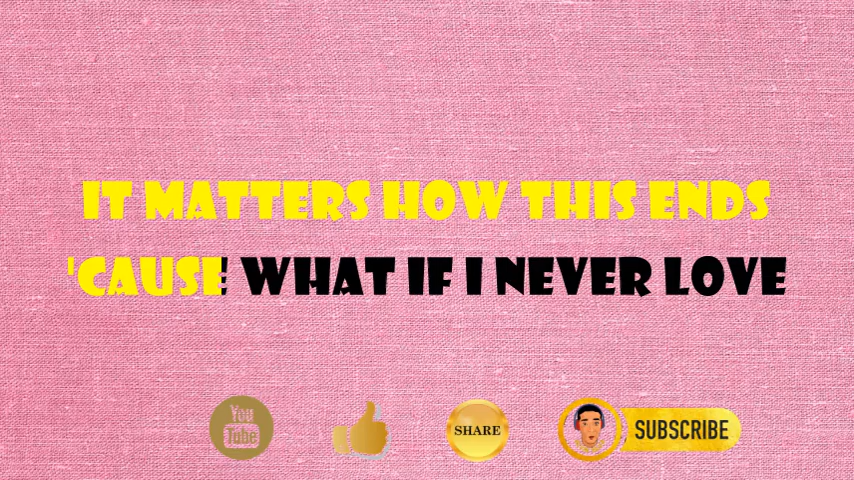 IT MATTERS HOW THIS ENDS
'CAUSE WHAT IF I NEVER LOVE
You
Tube
SHARE
SUBSCRIBE